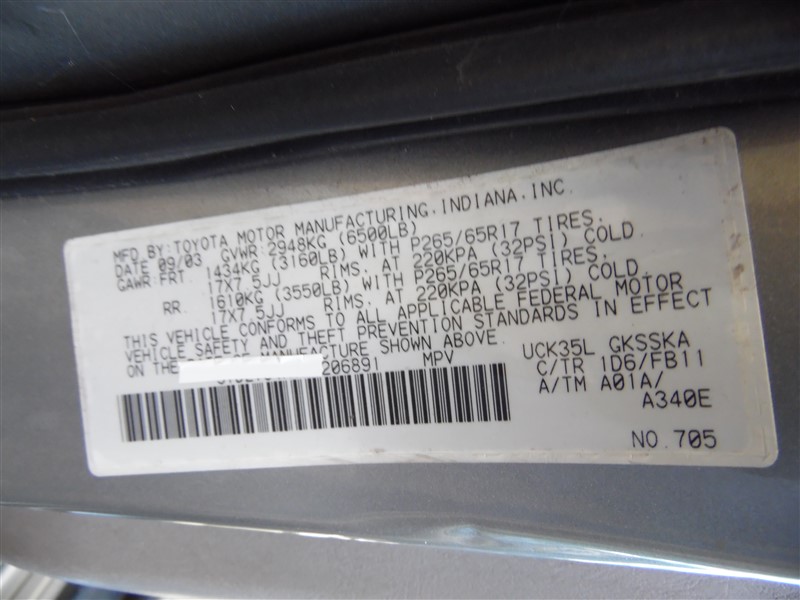 MFD.BY:TOYOTA MOTOR MANUFACTURING.INDIANA.INC.
DATE 09/03 GVWR:2948KG (6500LB)
GAWR:FRT 1434KG (3160LB) WITH P265/65R17 TIRES.
17X7.5JJ RIMS. AT 220KPA (32PSI) COLD.
RR 1610KG (3550LB) WITH P265/65R17 TIRES.
17X7.5JJ RIMS. AT 220KPA (32PSI) COLD.
THIS VEHICLE CONFORMS TO ALL APPLICABLE FEDERAL MOTOR
VEHICLE SAFETY AND THEFT PREVENTION STANDARDS IN EFFECT
ON THE MANUFACTURE SHOWN ABOVE.
206891 MPV
UCK35L GKSSKA
C/TR 1D6/FB11
A/TM A01A/
A340E
NO.705